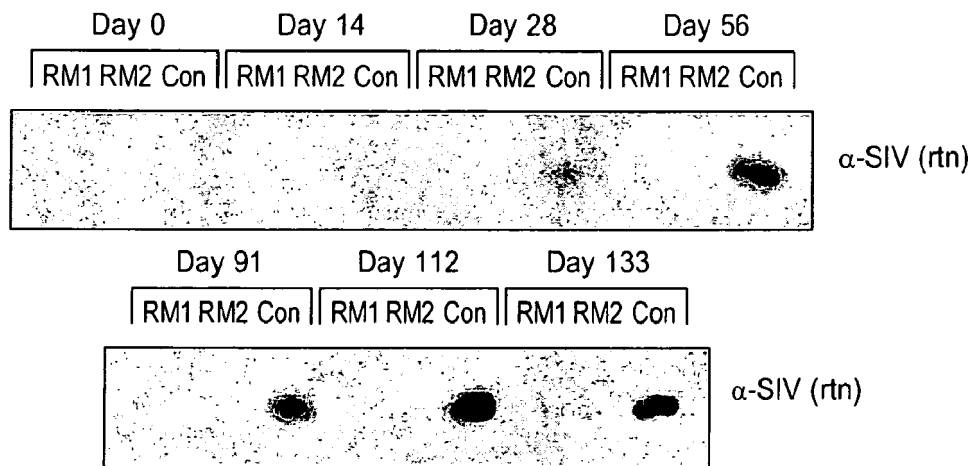 Day 0 Day 14 Day 28 Day 56
RM1 RM2 Con RM1 RM2 Con RM1 RM2 Con RM1 RM2 Con
α-SIV (rtn)
Day 91 Day 112 Day 133
RM1 RM2 Con RM1 RM2 Con RM1 RM2 Con
α-SIV (rtn)